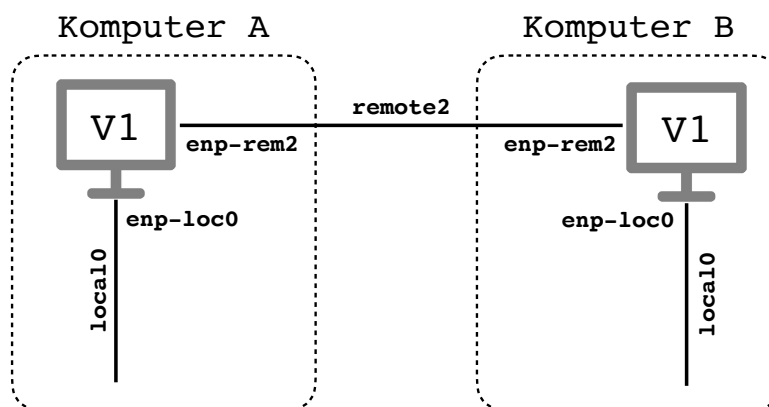 Komputer A
Komputer B
V1
remote2
V1
enp-rem2
enp-rem2
enp-loc0
enp-loc0
local0
local0